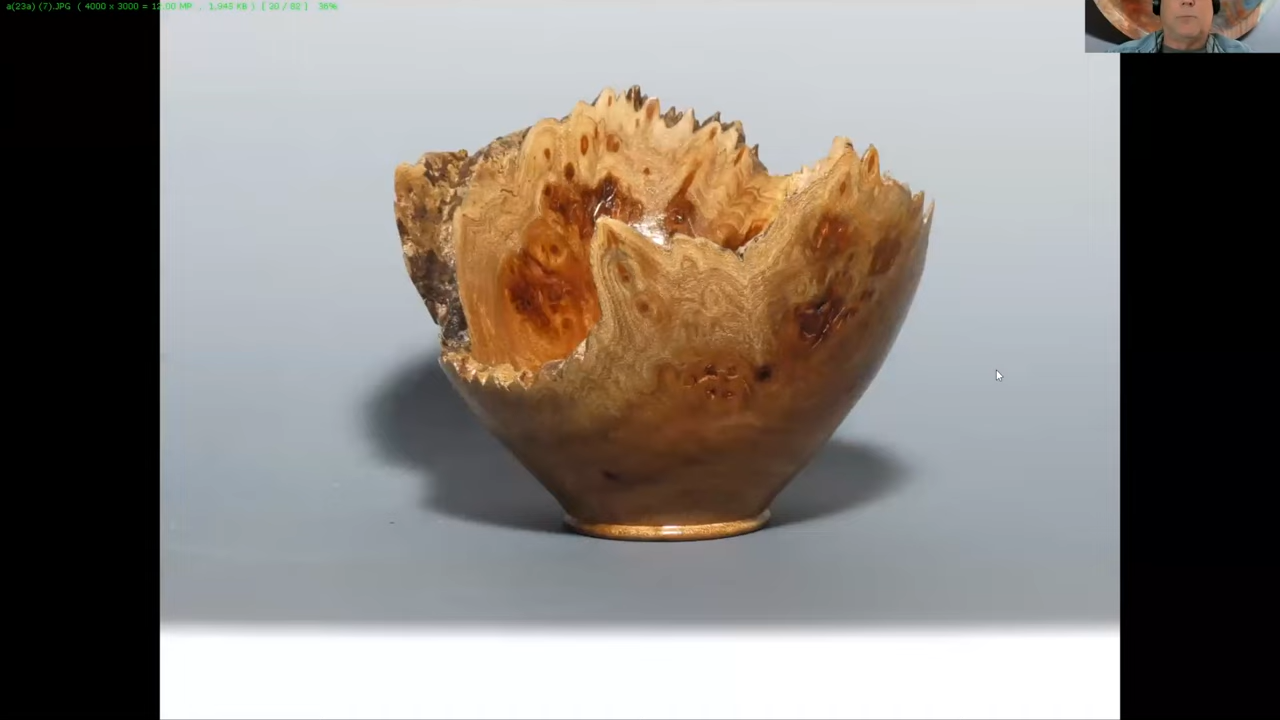 a(23a) (7).JPG ( 4000 x 3000 = 12.00 MP , 1,945 KB ) [ 20 / 82 ] 36%